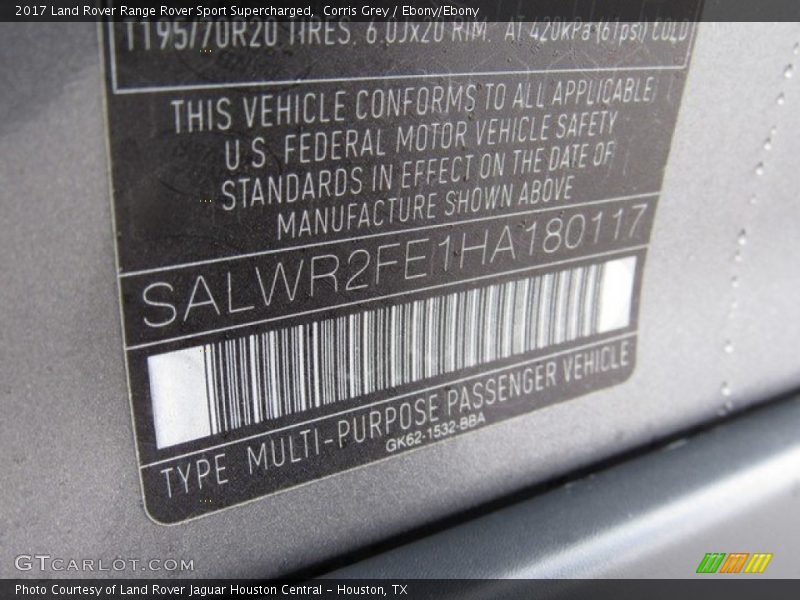 2017 Land Rover Range Rover Sport Supercharged, Corris Grey / Ebony/Ebony
T195/70R20 TIRES. 6.0Jx20 RIM. AT 420kPa (61psi) COLD
THIS VEHICLE CONFORMS TO ALL APPLICABLE
U.S. FEDERAL MOTOR VEHICLE SAFETY
STANDARDS IN EFFECT ON THE DATE OF
MANUFACTURE SHOWN ABOVE
SALWR2FE1HA180117
TYPE MULTI-PURPOSE PASSENGER VEHICLE
GK62-1532-BBA
GTCARLOT.COM
Photo Courtesy of Land Rover Jaguar Houston Central - Houston, TX